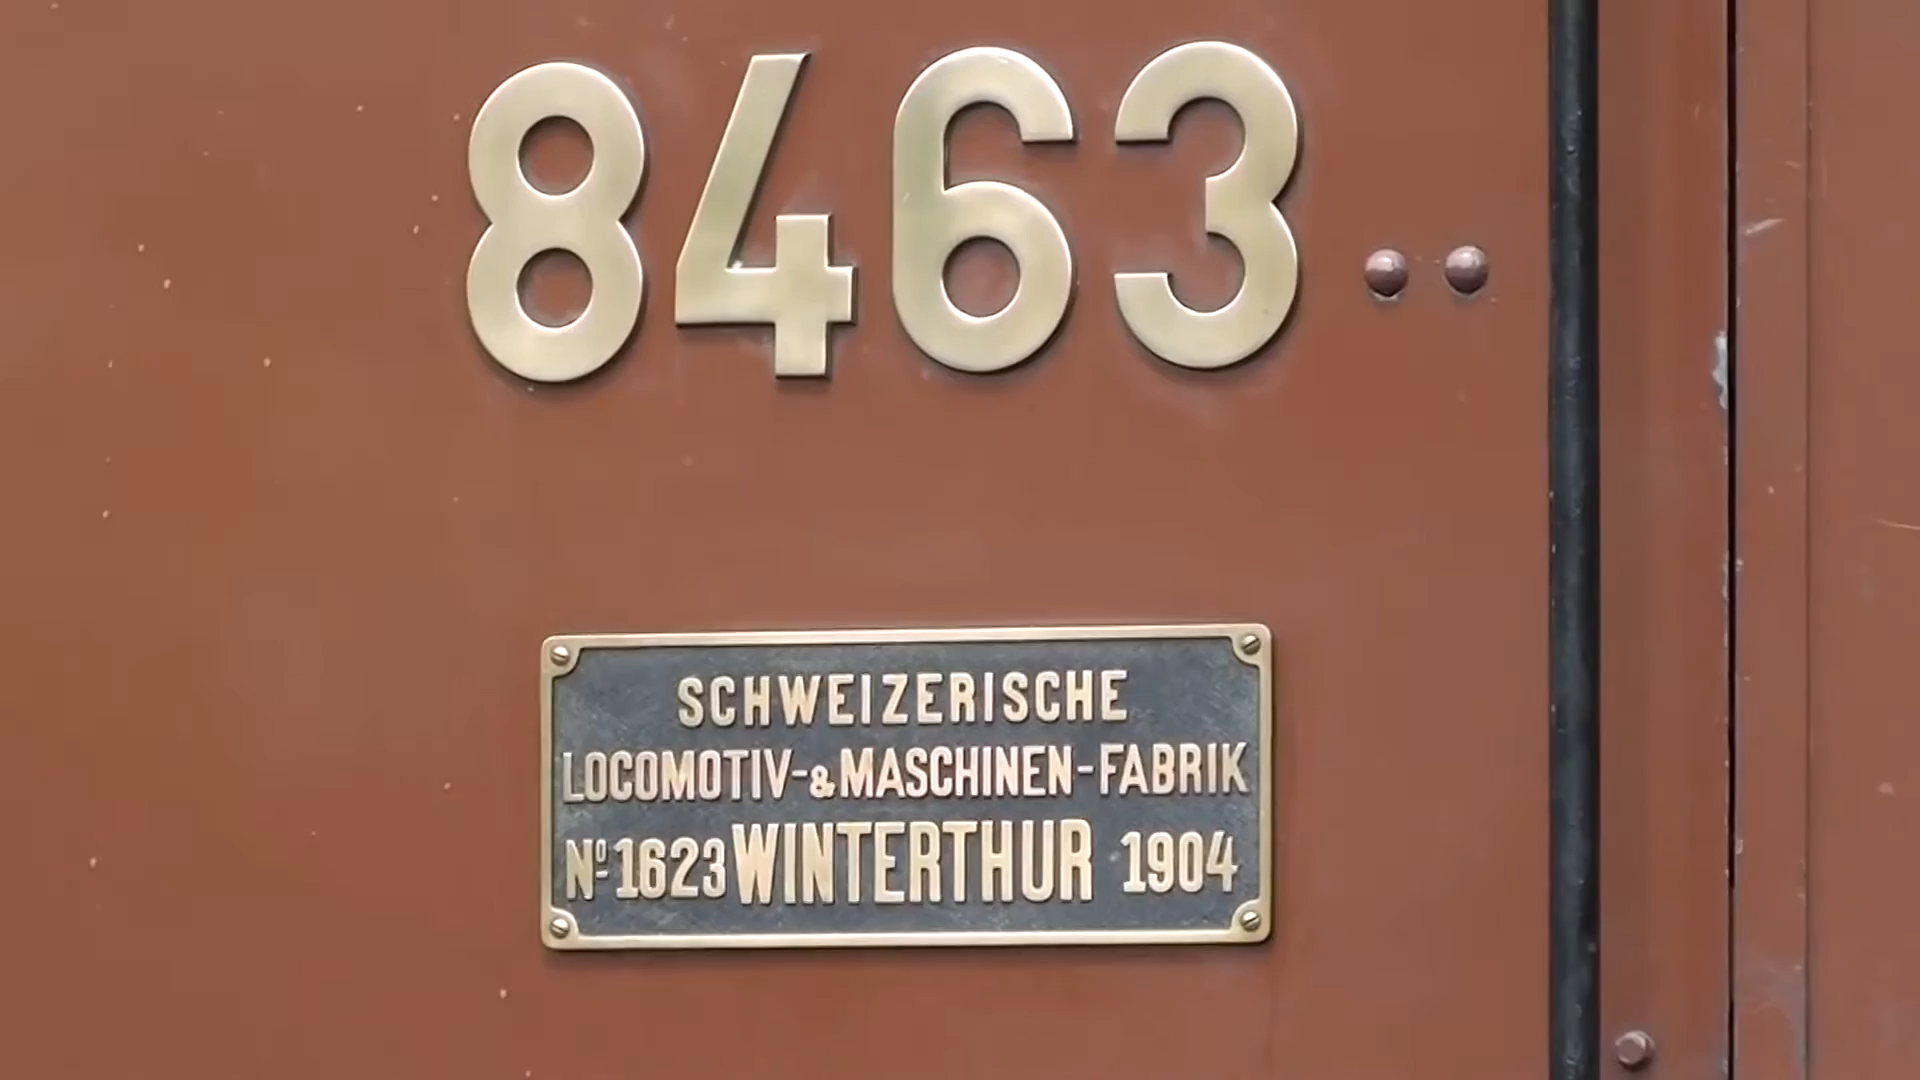 8463
SCHWEIZERISCHE
LOCOMOTIV-&MASCHINEN-FABRIK
Nº 1623 WINTERTHUR 1904